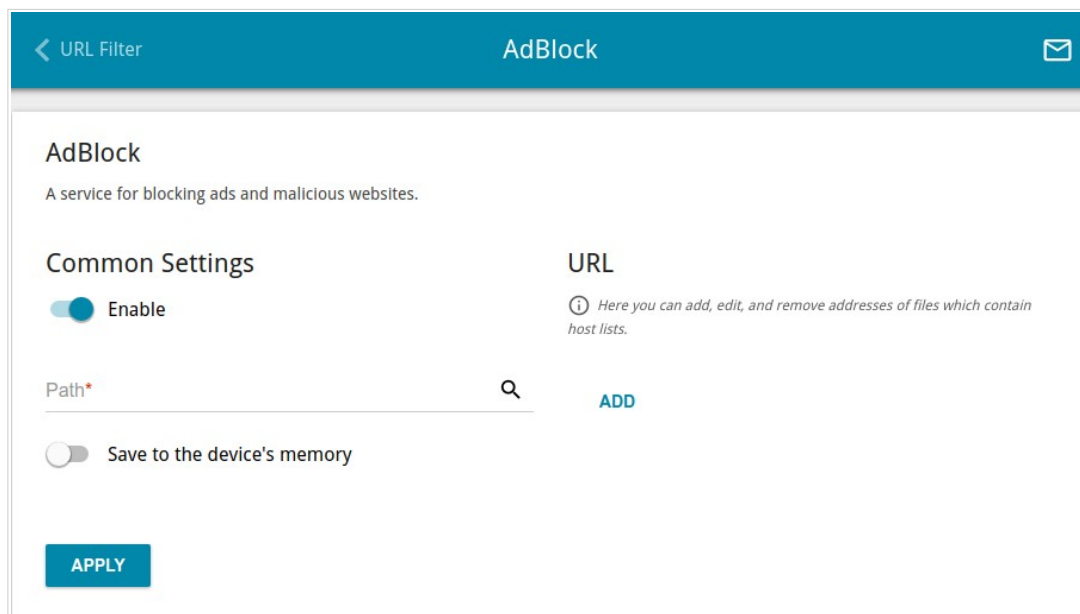 URL Filter
AdBlock
AdBlock
A service for blocking ads and malicious websites.
Common Settings
Enable
Path*
Save to the device's memory
APPLY
URL
Here you can add, edit, and remove addresses of files which contain
host lists.
ADD